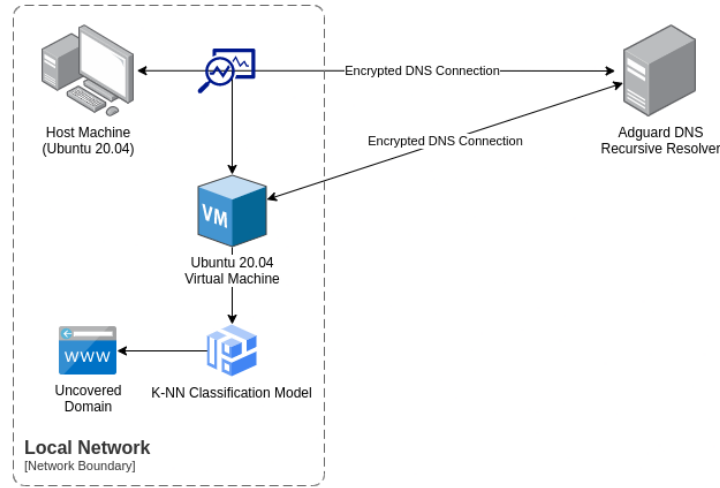 Encrypted DNS Connection
Host Machine
(Ubuntu 20.04)
Adguard DNS
Recursive Resolver
Encrypted DNS Connection
VM
Ubuntu 20.04
Virtual Machine
WWW
Uncovered
Domain
K-NN Classification Model
Local Network
[Network Boundary]